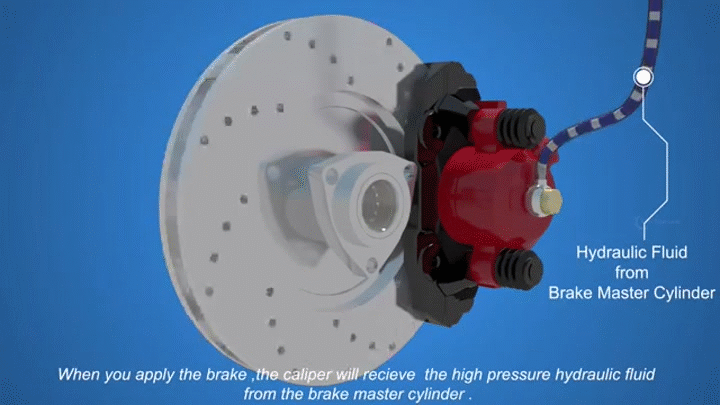 Hydraulic Fluid
from
Brake Master Cylinder
When you apply the brake ,the caliper will recieve the high pressure hydraulic fluid
from the brake master cylinder .